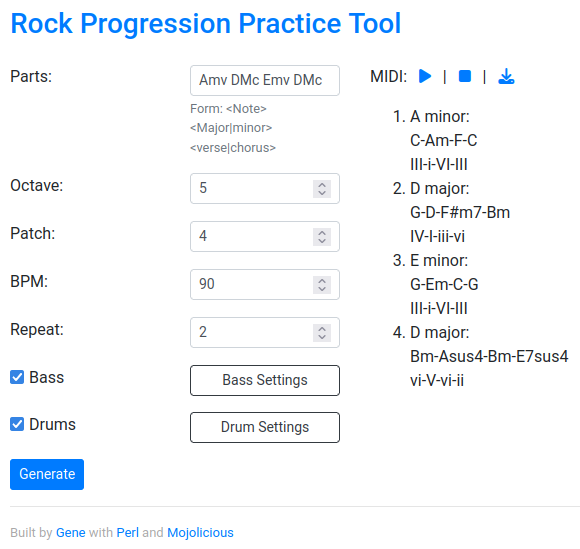 Rock Progression Practice Tool
Parts:
Amv DMc Emv DMc
Form: <Note>
<Major|minor>
<verse|chorus>
Octave:
5
Patch:
4
BPM:
90
Repeat:
2
Bass
Bass Settings
Drums
Drum Settings
Generate
MIDI: | |
1. A minor:
C-Am-F-C
III-i-VI-III
2. D major:
G-D-F#m7-Bm
IV-I-iii-vi
3. E minor:
G-Em-C-G
III-i-VI-III
4. D major:
Bm-Asus4-Bm-E7sus4
vi-V-vi-ii
Built by Gene with Perl and Mojolicious